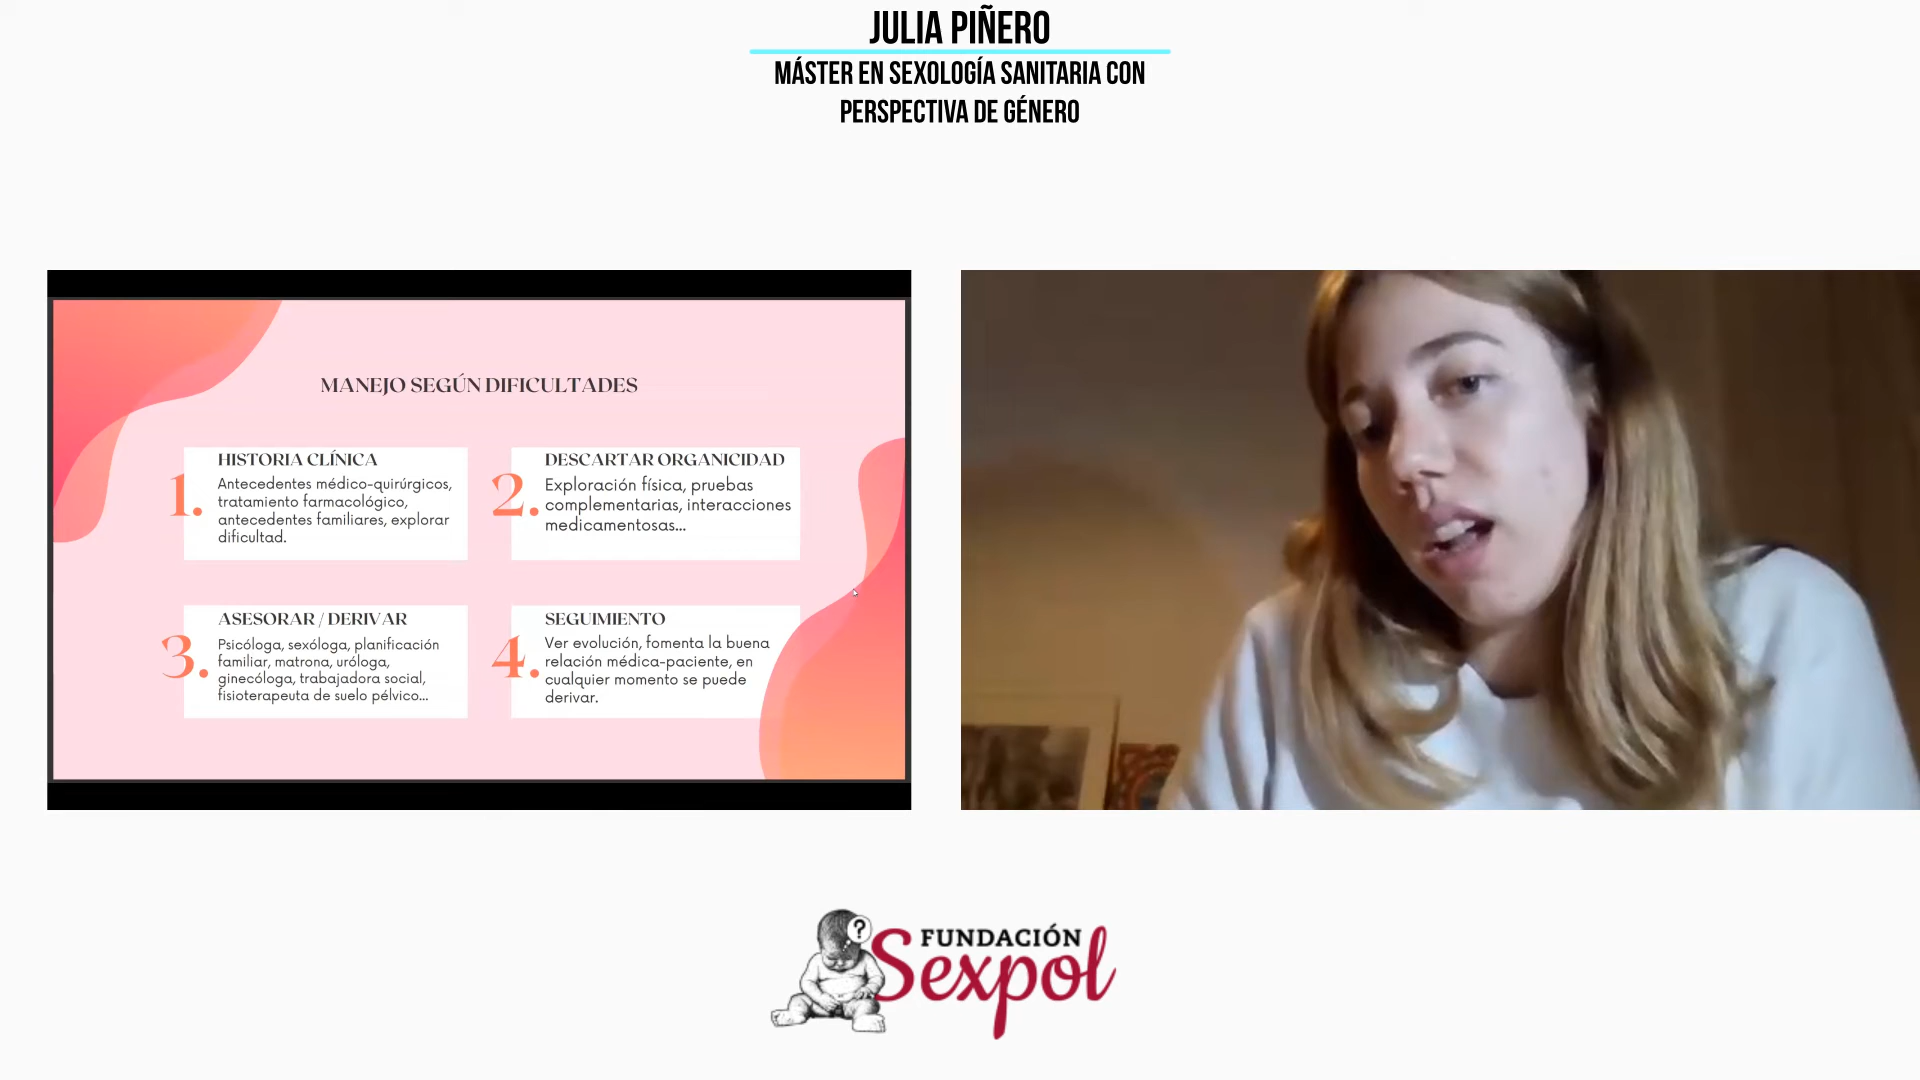 JULIA PIÑERO
MÁSTER EN SEXOLOGÍA SANITARIA CON
PERSPECTIVA DE GÉNERO
MANEJO SEGÚN DIFICULTADES
1.
HISTORIA CLÍNICA
Antecedentes médico-quirúrgicos,
tratamiento farmacológico,
antecedentes familiares, explorar
dificultad.
2.
DESCARTAR ORGANICIDAD
Exploración física, pruebas
complementarias, interacciones
medicamentosas...
3.
ASESORAR / DERIVAR
Psicóloga, sexóloga, planificación
familiar, matrona, uróloga,
ginecóloga, trabajadora social,
fisioterapeuta de suelo pélvico...
4.
SEGUIMIENTO
Ver evolución, fomenta la buena
relación médica-paciente, en
cualquier momento se puede
derivar.
?
FUNDACIÓN
Sexpol